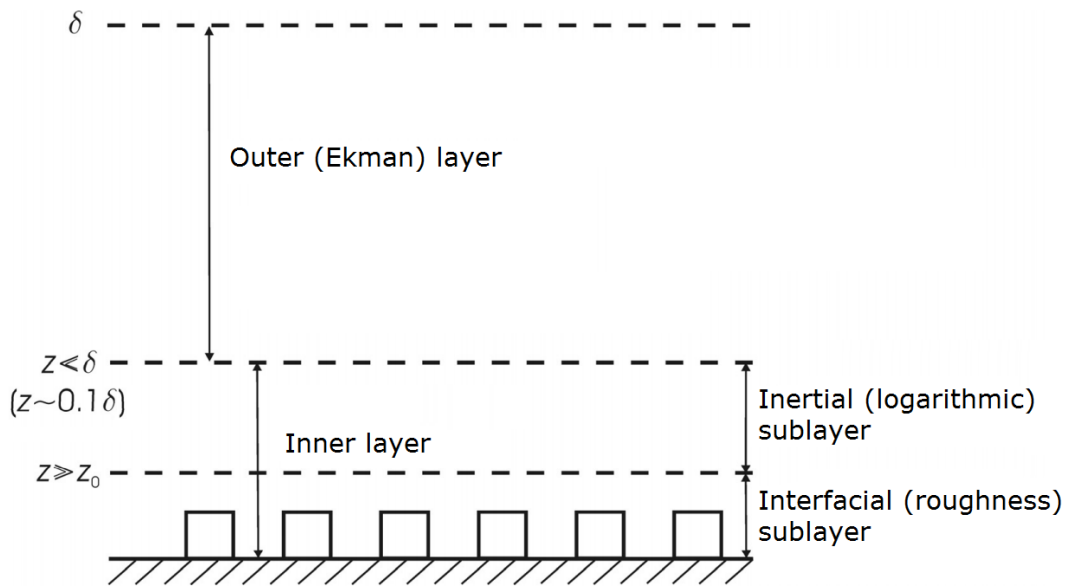 δ
Outer (Ekman) layer
z≪δ
(z~0.1δ)
Inertial (logarithmic)
sublayer
Inner layer
z≫z₀
Interfacial (roughness)
sublayer